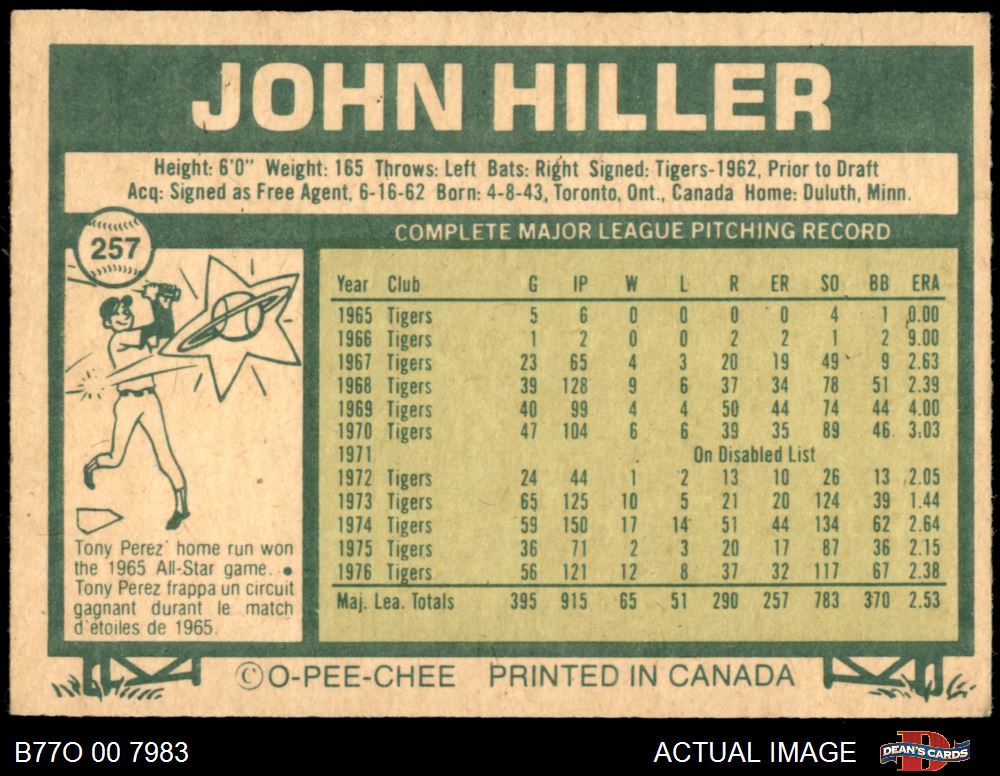 JOHN HILLER
Height: 6'0" Weight: 165 Throws: Left Bats: Right Signed: Tigers-1962, Prior to Draft
Acq: Signed as Free Agent, 6-16-62 Born: 4-8-43, Toronto, Ont., Canada Home: Duluth, Minn.
257
COMPLETE MAJOR LEAGUE PITCHING RECORD
Year Club G IP W L R ER SO BB ERA
1965 Tigers 5 6 0 0 0 0 4 1 0.00
1966 Tigers 1 2 0 0 2 2 1 2 9.00
1967 Tigers 23 65 4 3 20 19 49 9 2.63
1968 Tigers 39 128 9 6 37 34 78 51 2.39
1969 Tigers 40 99 4 4 50 44 74 44 4.00
1970 Tigers 47 104 6 6 39 35 89 46 3.03
1971 On Disabled List
1972 Tigers 24 44 1 2 13 10 26 13 2.05
1973 Tigers 65 125 10 5 21 20 124 39 1.44
1974 Tigers 59 150 17 14 51 44 134 62 2.64
1975 Tigers 36 71 2 3 20 17 87 36 2.15
1976 Tigers 56 121 12 8 37 32 117 67 2.38
Maj. Lea. Totals 395 915 65 51 290 257 783 370 2.53
Tony Perez' home run won
the 1965 All-Star game. •
Tony Perez frappa un circuit
gagnant durant le match
d'étoiles de 1965.
©O-PEE-CHEE PRINTED IN CANADA
B77O 00 7983
ACTUAL IMAGE
DEAN'S CARDS